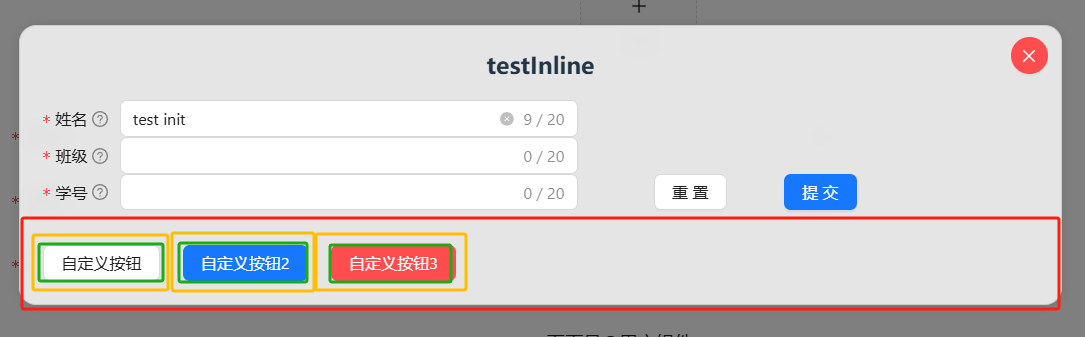 testInline
* 姓名 test init 9 / 20
* 班级 0 / 20
* 学号 0 / 20 重 置 提 交
自定义按钮 自定义按钮2 自定义按钮3